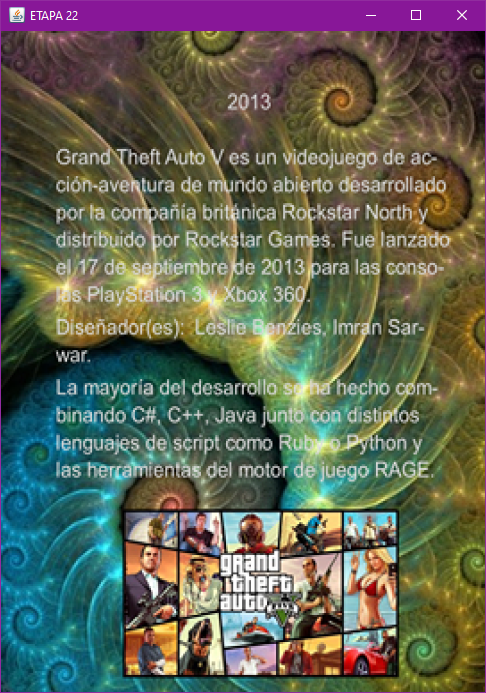 ETAPA 22
2013
Grand Theft Auto V es un videojuego de ac-
ción-aventura de mundo abierto desarrollado
por la compañía británica Rockstar North y
distribuido por Rockstar Games. Fue lanzado
el 17 de septiembre de 2013 para las conso-
las PlayStation 3 y Xbox 360.
Diseñador(es): Leslie Benzies, Imran Sar-
war.
La mayoría del desarrollo se ha hecho com-
binando C#, C++, Java junto con distintos
lenguajes de script como Ruby o Python y
las herramientas del motor de juego RAGE.
grand
theft
auto V